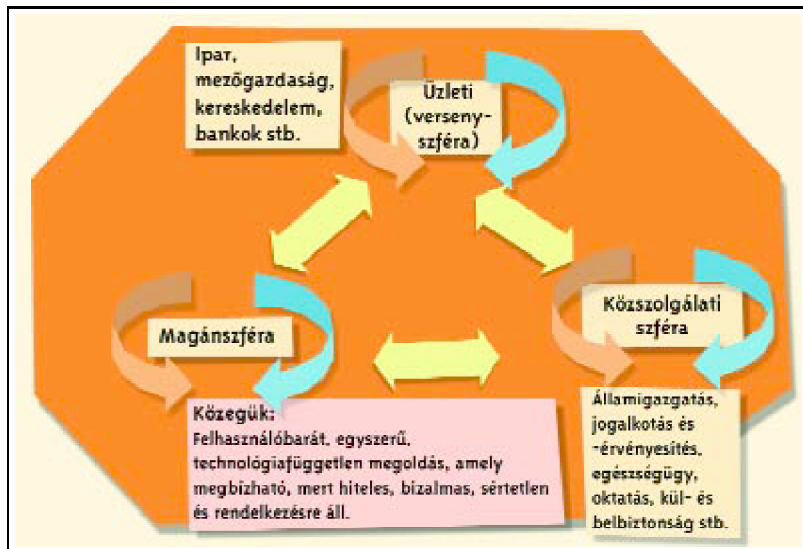 Ipar,
mezőgazdaság,
kereskedelem,
bankok stb.
Üzleti
(verseny-
szféra)
Magánszféra
Közszolgálati
szféra
Közegük:
Felhasználóbarát, egyszerű,
technológiafüggetlen megoldás, amely
megbízható, mert hiteles, bizalmas, sértetlen
és rendelkezésre áll.
Államigazgatás,
jogalkotás és
-érvényesítés,
egészségügy,
oktatás, kül- és
belbiztonság stb.